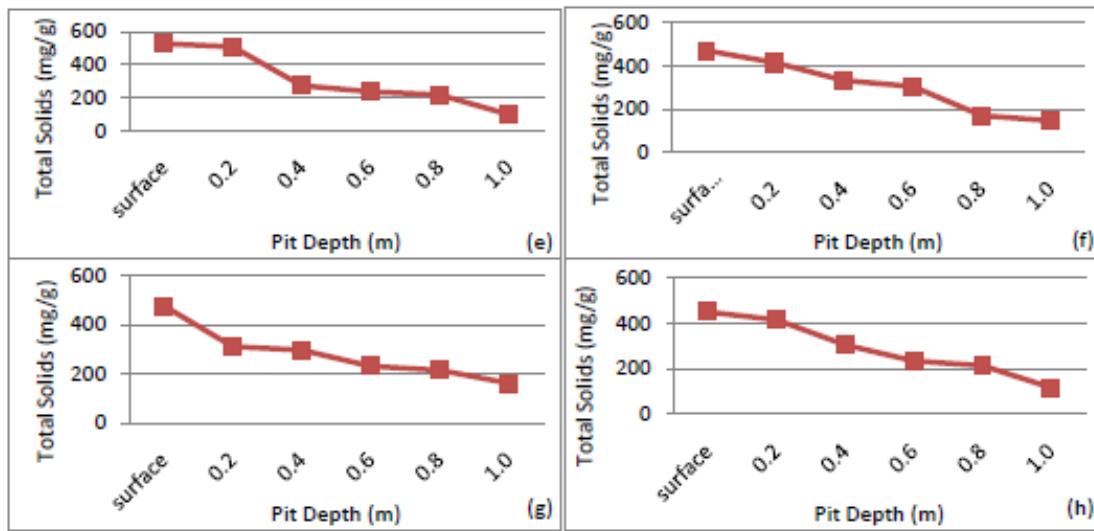 Total Solids (mg/g)
600
400
200
0
surface 0.2 0.4 0.6 0.8 1.0
Pit Depth (m)
(e)
Total Solids (mg/g)
600
400
200
0
surfa... 0.2 0.4 0.6 0.8 1.0
Pit Depth (m)
(f)
Total Solids (mg/g)
600
400
200
0
surface 0.2 0.4 0.6 0.8 1.0
Pit Depth (m)
(g)
Total Solids (mg/g)
600
400
200
0
surface 0.2 0.4 0.6 0.8 1.0
Pit Depth (m)
(h)